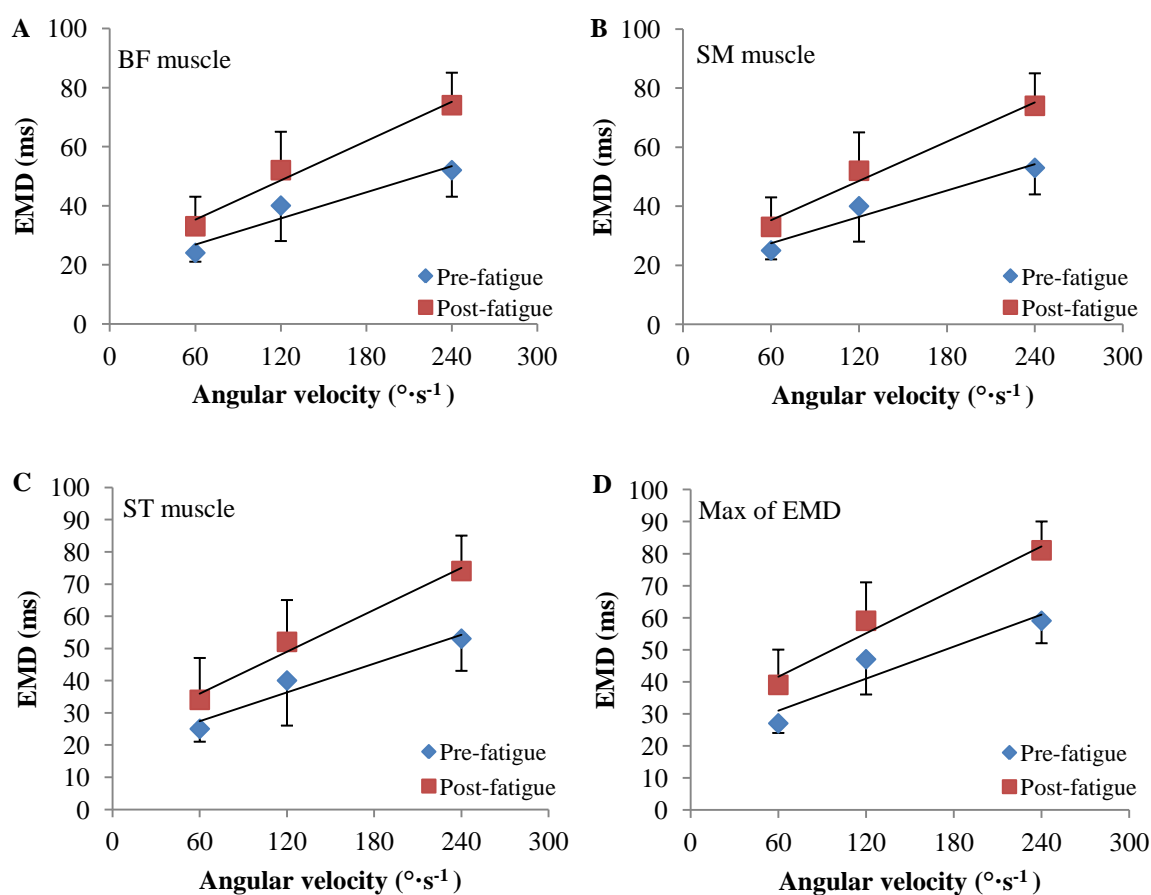 A
BF muscle
EMD (ms)
100
80
60
40
20
0
Pre-fatigue
Post-fatigue
0 60 120 180 240 300
Angular velocity (°·s-1 )
B
SM muscle
EMD (ms)
100
80
60
40
20
0
Pre-fatigue
Post-fatigue
0 60 120 180 240 300
Angular velocity (°·s-1 )
C
ST muscle
EMD (ms)
100
90
80
70
60
50
40
30
20
10
0
Pre-fatigue
Post-fatigue
0 60 120 180 240 300
Angular velocity (°·s-1 )
D
Max of EMD
EMD (ms)
100
90
80
70
60
50
40
30
20
10
0
Pre-fatigue
Post-fatigue
0 60 120 180 240 300
Angular velocity (°·s-1 )